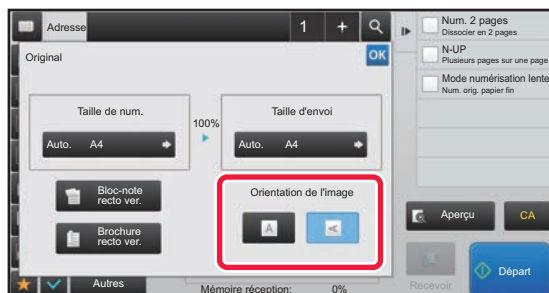 Adresse
1
+
Original
OK
Taille de num.
100%
Taille d'envoi
Auto. A4
Auto. A4
Bloc-note
recto ver.
Brochure
recto ver.
Orientation de l'image
A
A
Autres
Mémoire réception: 0%
Num. 2 pages
Dissocier en 2 pages
N-UP
Plusieurs pages sur une page
Mode numérisation lente
Num. orig. papier fin
Aperçu
CA
Recevoir
Départ